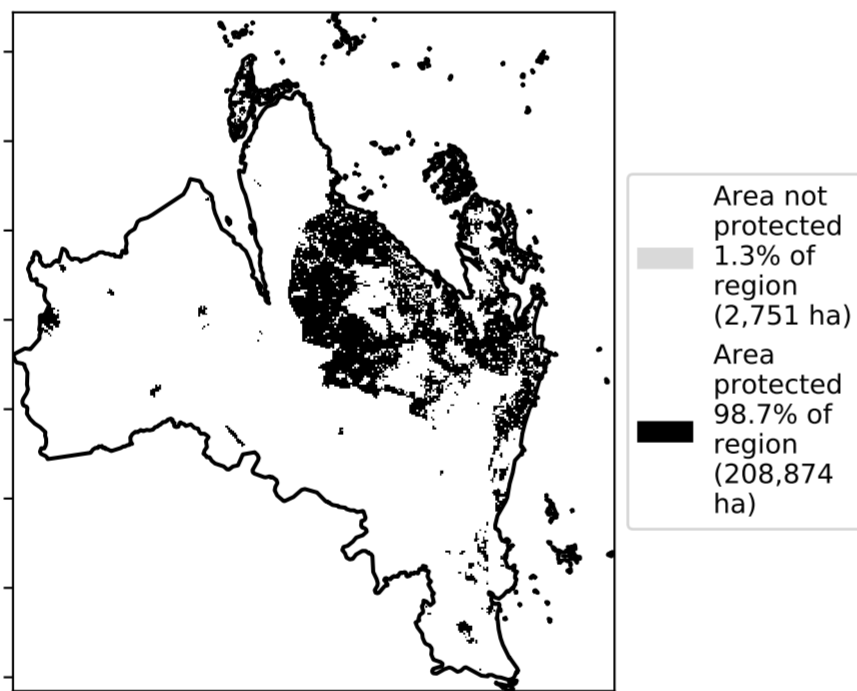 Area not
protected
1.3% of
region
(2,751 ha)
Area
protected
98.7% of
region
(208,874
ha)